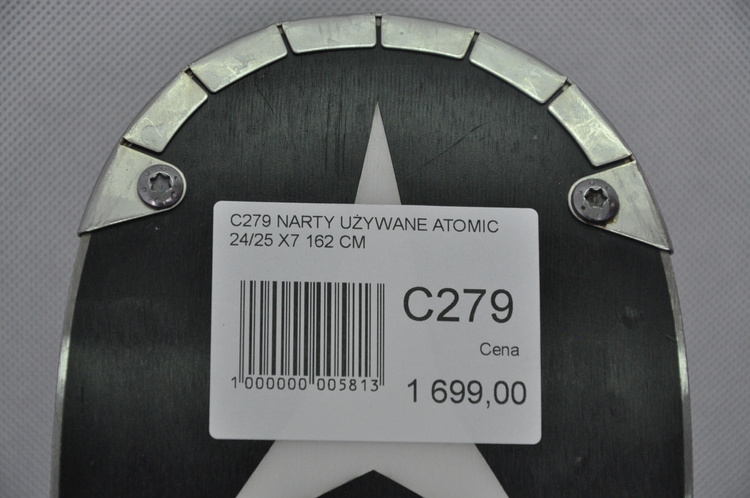 C279 NARTY UŻYWANE ATOMIC
24/25 X7 162 CM
C279
Cena
1 699,00
1 000000 005813